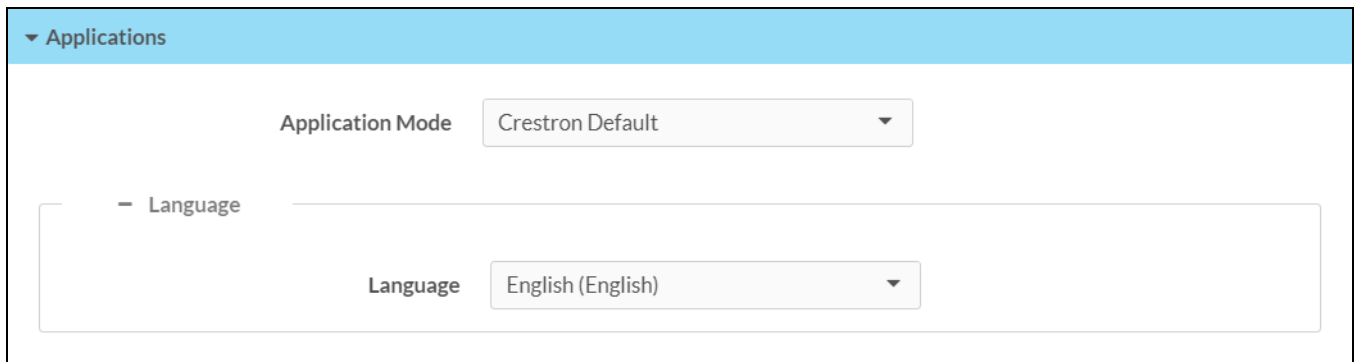 Applications
Application Mode Crestron Default
Language
Language English (English)